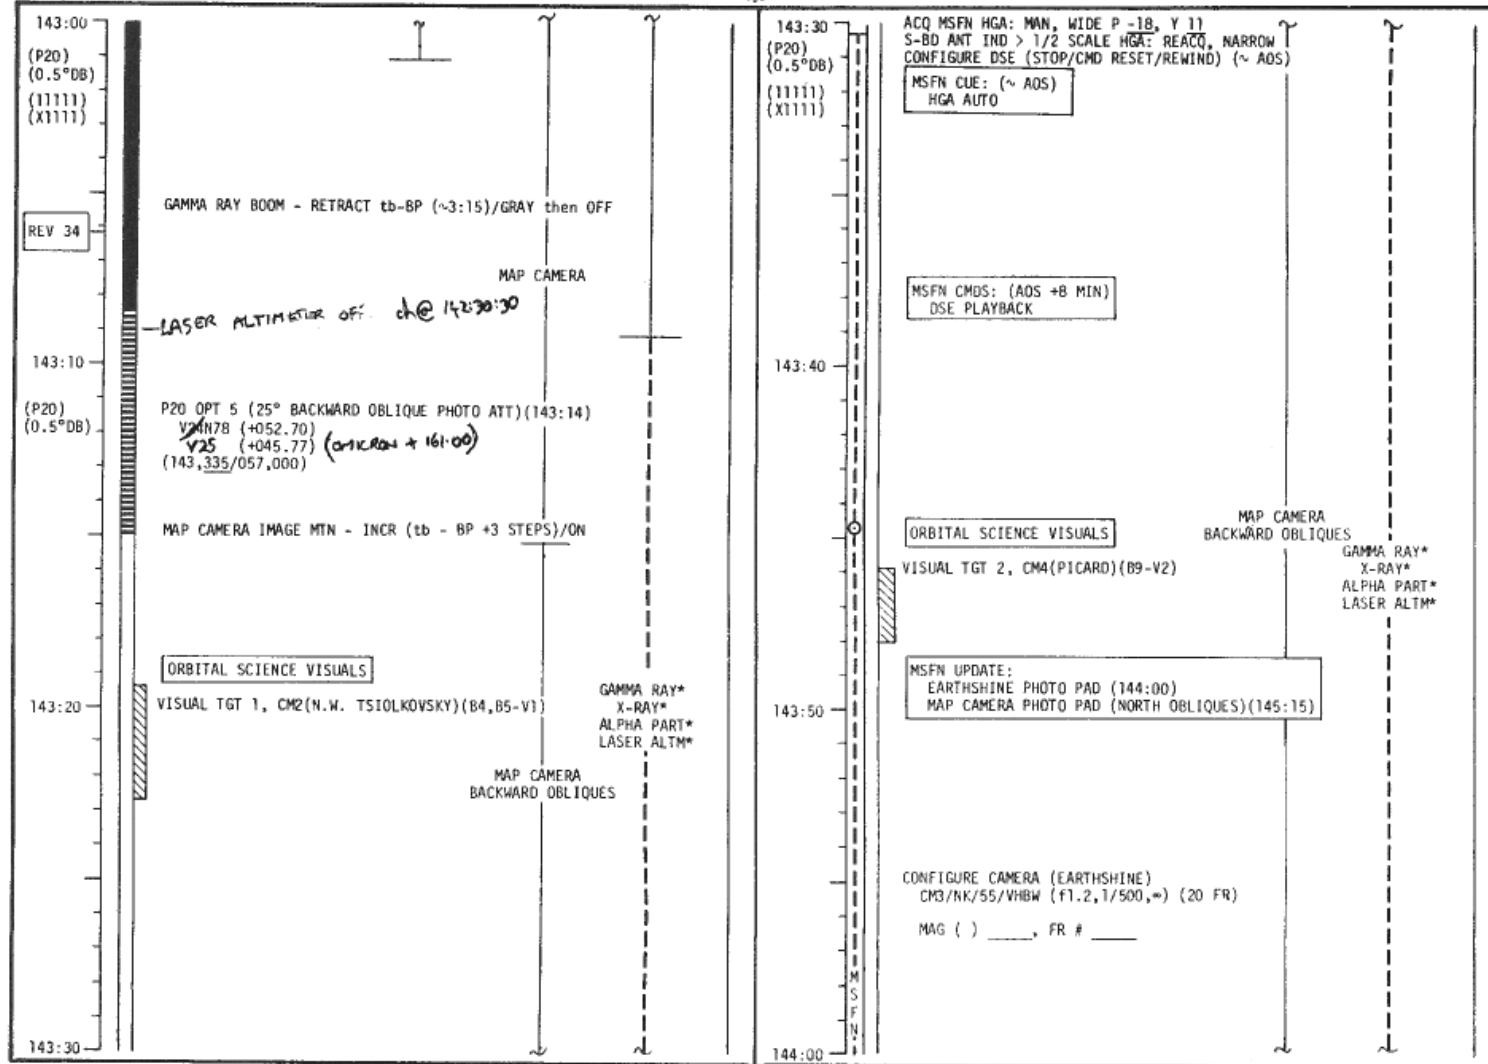 143:00
(P20)
(0.5°DB)
(11111)
(X1111)
GAMMA RAY BOOM - RETRACT tb-BP (~3:15)/GRAY then OFF
REV 34
MAP CAMERA
LASER ALTIMETER OFF. ch@ 142:30:30
143:10
(P20)
(0.5°DB)
P20 OPT 5 (25° BACKWARD OBLIQUE PHOTO ATT)(143:14)
V24N78 (+052.70)
V25 (+045.77) (OMICRON + 161.00)
(143,335/057,000)
MAP CAMERA IMAGE MTN - INCR (tb - BP +3 STEPS)/ON
ORBITAL SCIENCE VISUALS
143:20
VISUAL TGT 1, CM2(N.W. TSIOLKOVSKY)(B4,B5-V1)
GAMMA RAY*
X-RAY*
ALPHA PART*
LASER ALTM*
MAP CAMERA
BACKWARD OBLIQUES
143:30
143:30
(P20)
(0.5°DB)
(11111)
(X1111)
ACQ MSFN HGA: MAN, WIDE P -18, Y 11
S-BD ANT IND > 1/2 SCALE HGA: REACQ, NARROW
CONFIGURE DSE (STOP/CMD RESET/REWIND) (~ AOS)
MSFN CUE: (~ AOS)
HGA AUTO
MSFN CMDS: (AOS +8 MIN)
DSE PLAYBACK
143:40
MAP CAMERA
BACKWARD OBLIQUES
ORBITAL SCIENCE VISUALS
VISUAL TGT 2, CM4(PICARD)(B9-V2)
GAMMA RAY*
X-RAY*
ALPHA PART*
LASER ALTM*
MSFN UPDATE:
EARTHSHINE PHOTO PAD (144:00)
MAP CAMERA PHOTO PAD (NORTH OBLIQUES)(145:15)
143:50
CONFIGURE CAMERA (EARTHSHINE)
CM3/NK/55/VHBW (f1.2,1/500,∞) (20 FR)
MAG ( ) _____, FR # _____
MSFN
144:00